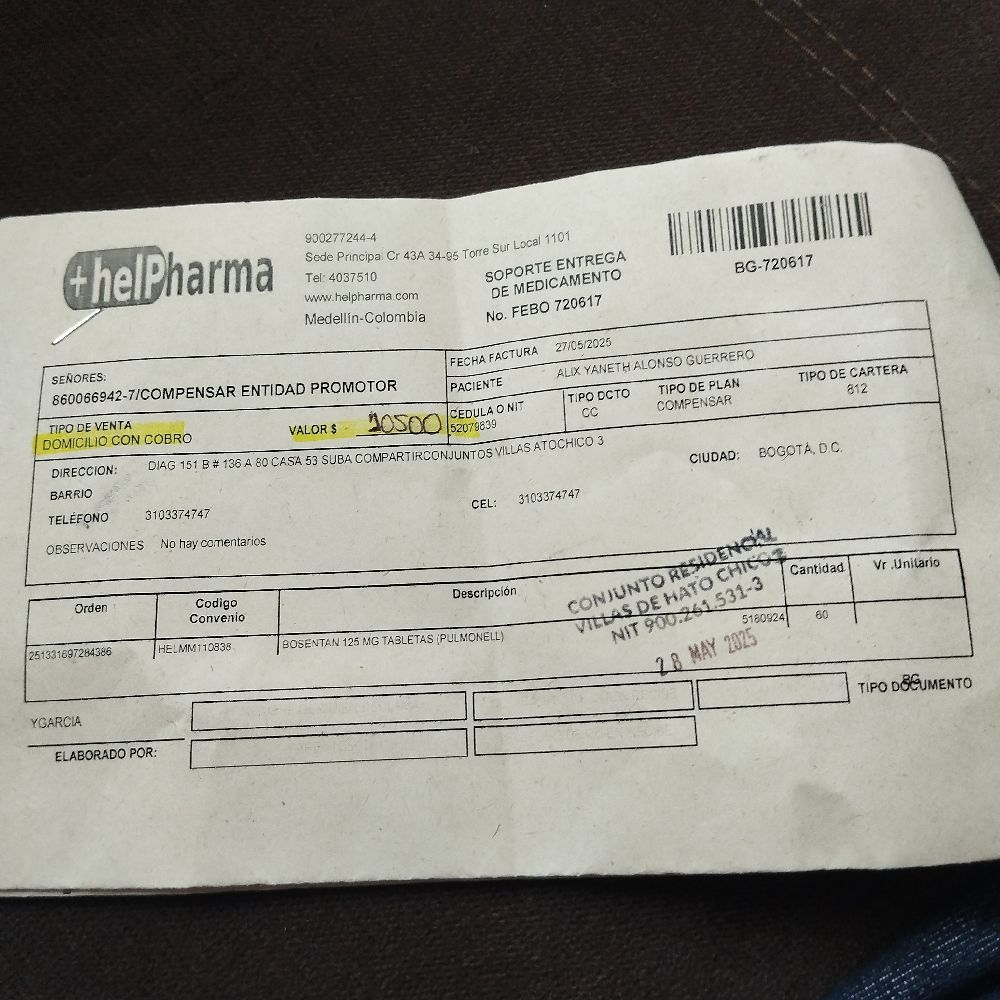 +helPharma
900277244-4
Sede Principal Cr 43A 34-95 Torre Sur Local 1101
Tel: 4037510
www.helpharma.com
Medellín-Colombia
SOPORTE ENTREGA
DE MEDICAMENTO
No. FEBO 720617
BG-720617
SEÑORES:
860066942-7/COMPENSAR ENTIDAD PROMOTOR
FECHA FACTURA 27/05/2025
PACIENTE ALIX YANETH ALONSO GUERRERO
TIPO DE VENTA
DOMICILIO CON COBRO
VALOR $ 10500
CEDULA O NIT
52079839
TIPO DCTO
CC
TIPO DE PLAN
COMPENSAR
TIPO DE CARTERA
812
DIRECCION: DIAG 151 B # 136 A 80 CASA 53 SUBA COMPARTIRCONJUNTOS VILLAS ATOCHICO 3
CIUDAD: BOGOTÁ, D.C.
BARRIO
TELÉFONO 3103374747
CEL: 3103374747
OBSERVACIONES No hay comentarios
CONJUNTO RESIDENCIAL
VILLAS DE HATO CHICO
NIT 900.261.531-3
28 MAY 2025
Orden
Codigo
Convenio
Descripción
Cantidad
Vr .Unitario
251331697284386
HELMM110838
BOSENTAN 125 MG TABLETAS (PULMONELL)
5180924
60
YGARCIA
ELABORADO POR:
BG
TIPO DOCUMENTO